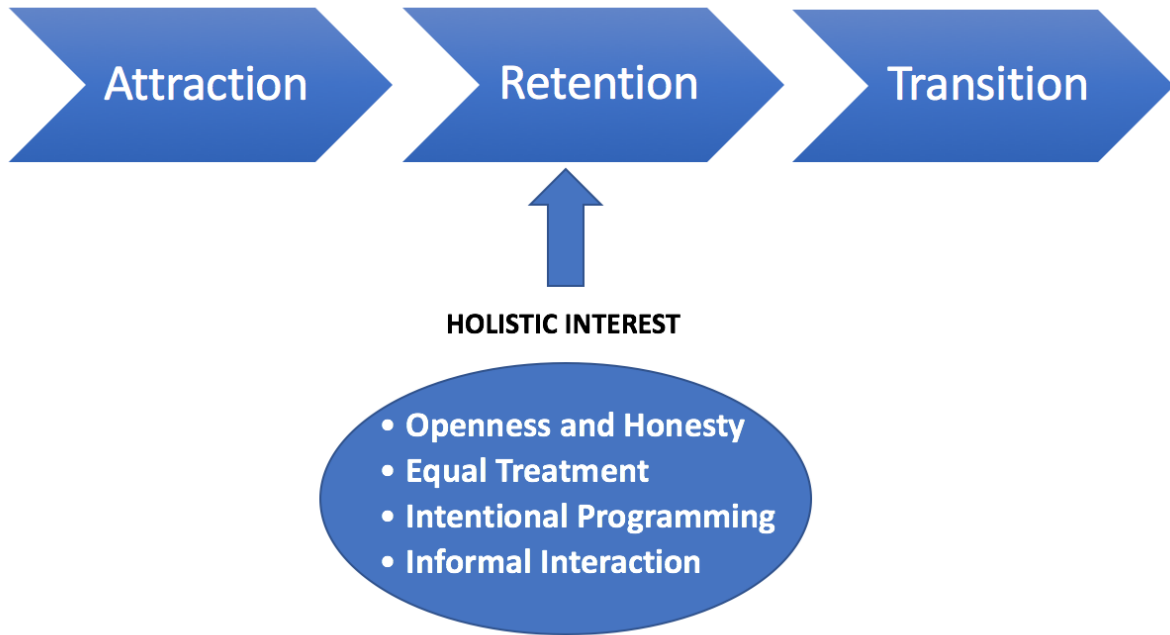 Attraction
Retention
Transition
HOLISTIC INTEREST
• Openness and Honesty
• Equal Treatment
• Intentional Programming
• Informal Interaction